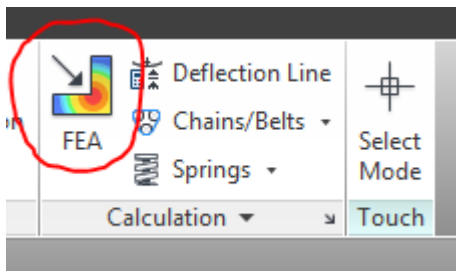 Deflection Line
Chains/Belts
FEA
Springs
Select
Mode
Calculation
Touch